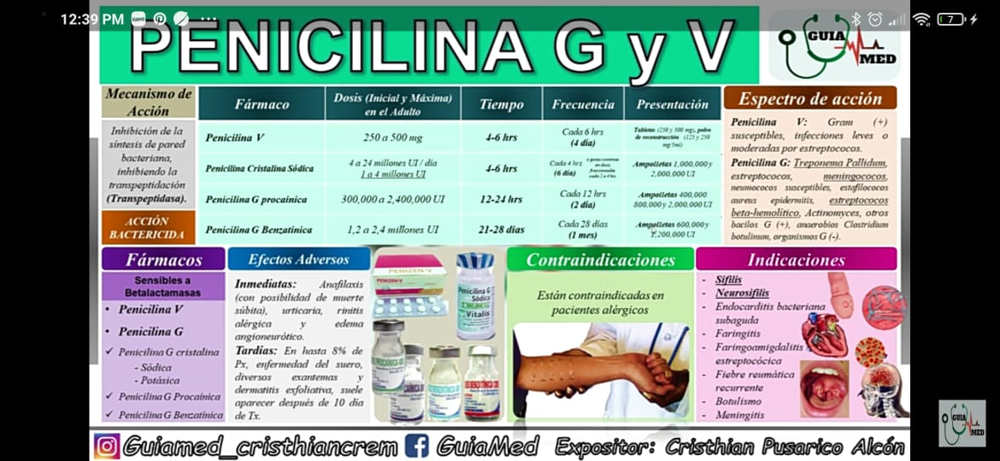 12:39 PM
7
PENICILINA G y V
GUIA
MED
Mecanismo de
Acción
Inhibición de la
síntesis de pared
bacteriana,
inhibiendo la
transpeptidación
(Transpeptidasa).
ACCIÓN
BACTERICIDA
Fármaco
Dosis (Inicial y Máxima)
en el Adulto
Tiempo
Frecuencia
Presentación
Penicilina V
250 a 500 mg
4-6 hrs
Cada 6 hrs
(4 día)
Tabletas (250 y 500 mg), polvo
de reconstrucción (125 y 250
mg/5ml)
Penicilina Cristalina Sódica
4 a 24 millones UI / día
1 a 4 millones UI
4-6 hrs
Cada 4 hrs
(6 día)
Ampolletas 1,000,000 y
2,000,000 UI
Penicilina G procaínica
300,000 a 2,400,000 UI
12-24 hrs
Cada 12 hrs
(2 día)
Ampolletas 400,000
800,000 y 2,000,000 UI
Penicilina G Benzatínica
1,2 a 2,4 millones UI
21-28 días
Cada 28 días
(1 mes)
Ampolletas 600,000 y
1,200,000 UI
Espectro de acción
Penicilina V: Gram (+)
susceptibles, infecciones leves o
moderadas por estreptococos.
Penicilina G: Treponema Pallidum,
estreptococos, meningococos,
neumococos susceptibles, estafilococos
aureus epidermitis, estreptococos
beta-hemolítico, Actinomyces, otros
bacilos G (+), anaerobios Clostridium
botulinum, organismos G (-).
Fármacos
Sensibles a
Betalactamasas
• Penicilina V
• Penicilina G
✓ Penicilina G cristalina
- Sódica
- Potásica
✓ Penicilina G Procaínica
✓ Penicilina G Benzatínica
Efectos Adversos
Inmediatas: Anafilaxis
(con posibilidad de muerte
súbita), urticaria, rinitis
alérgica y edema
angioneurótico.
Tardías: En hasta 8% de
Px, enfermedad del suero,
diversos exantemas y
dermatitis exfoliativa, suele
aparecer después de 10 día
de Tx.
PENIZEN-V
PENIZEN-V
Penicilina G
Sódica
Vitalis
Contraindicaciones
Están contraindicadas en
pacientes alérgicos
Indicaciones
- Sífilis
- Neurosifilis
- Endocarditis bacteriana
subaguda
- Faringitis
- Faringoamigdalitis
estreptocócica
- Fiebre reumática
recurrente
- Botulismo
- Meningitis
Guiamed_cristhiancrem GuiaMed Expositor: Cristhian Pusarico Alcón
GUIA
MED